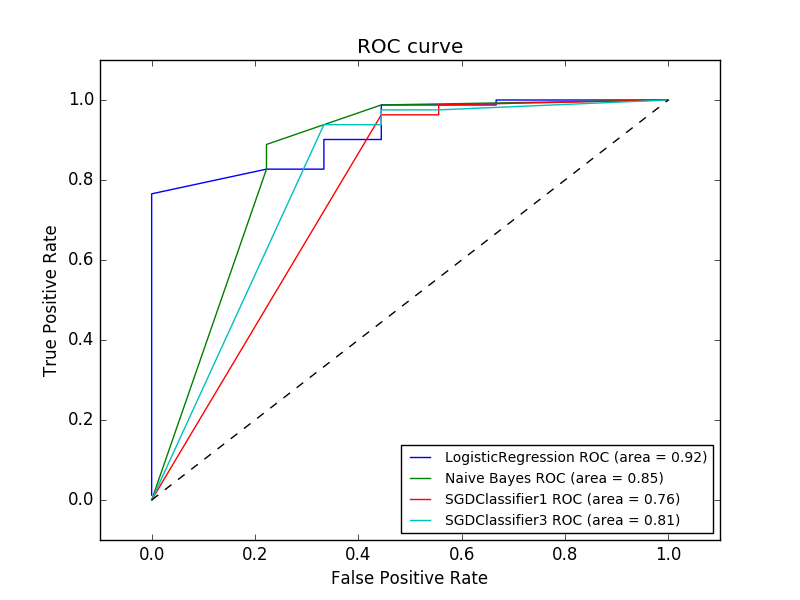 ROC curve
True Positive Rate
1.0
0.8
0.6
0.4
0.2
0.0
LogisticRegression ROC (area = 0.92)
Naive Bayes ROC (area = 0.85)
SGDClassifier1 ROC (area = 0.76)
SGDClassifier3 ROC (area = 0.81)
0.0 0.2 0.4 0.6 0.8 1.0
False Positive Rate